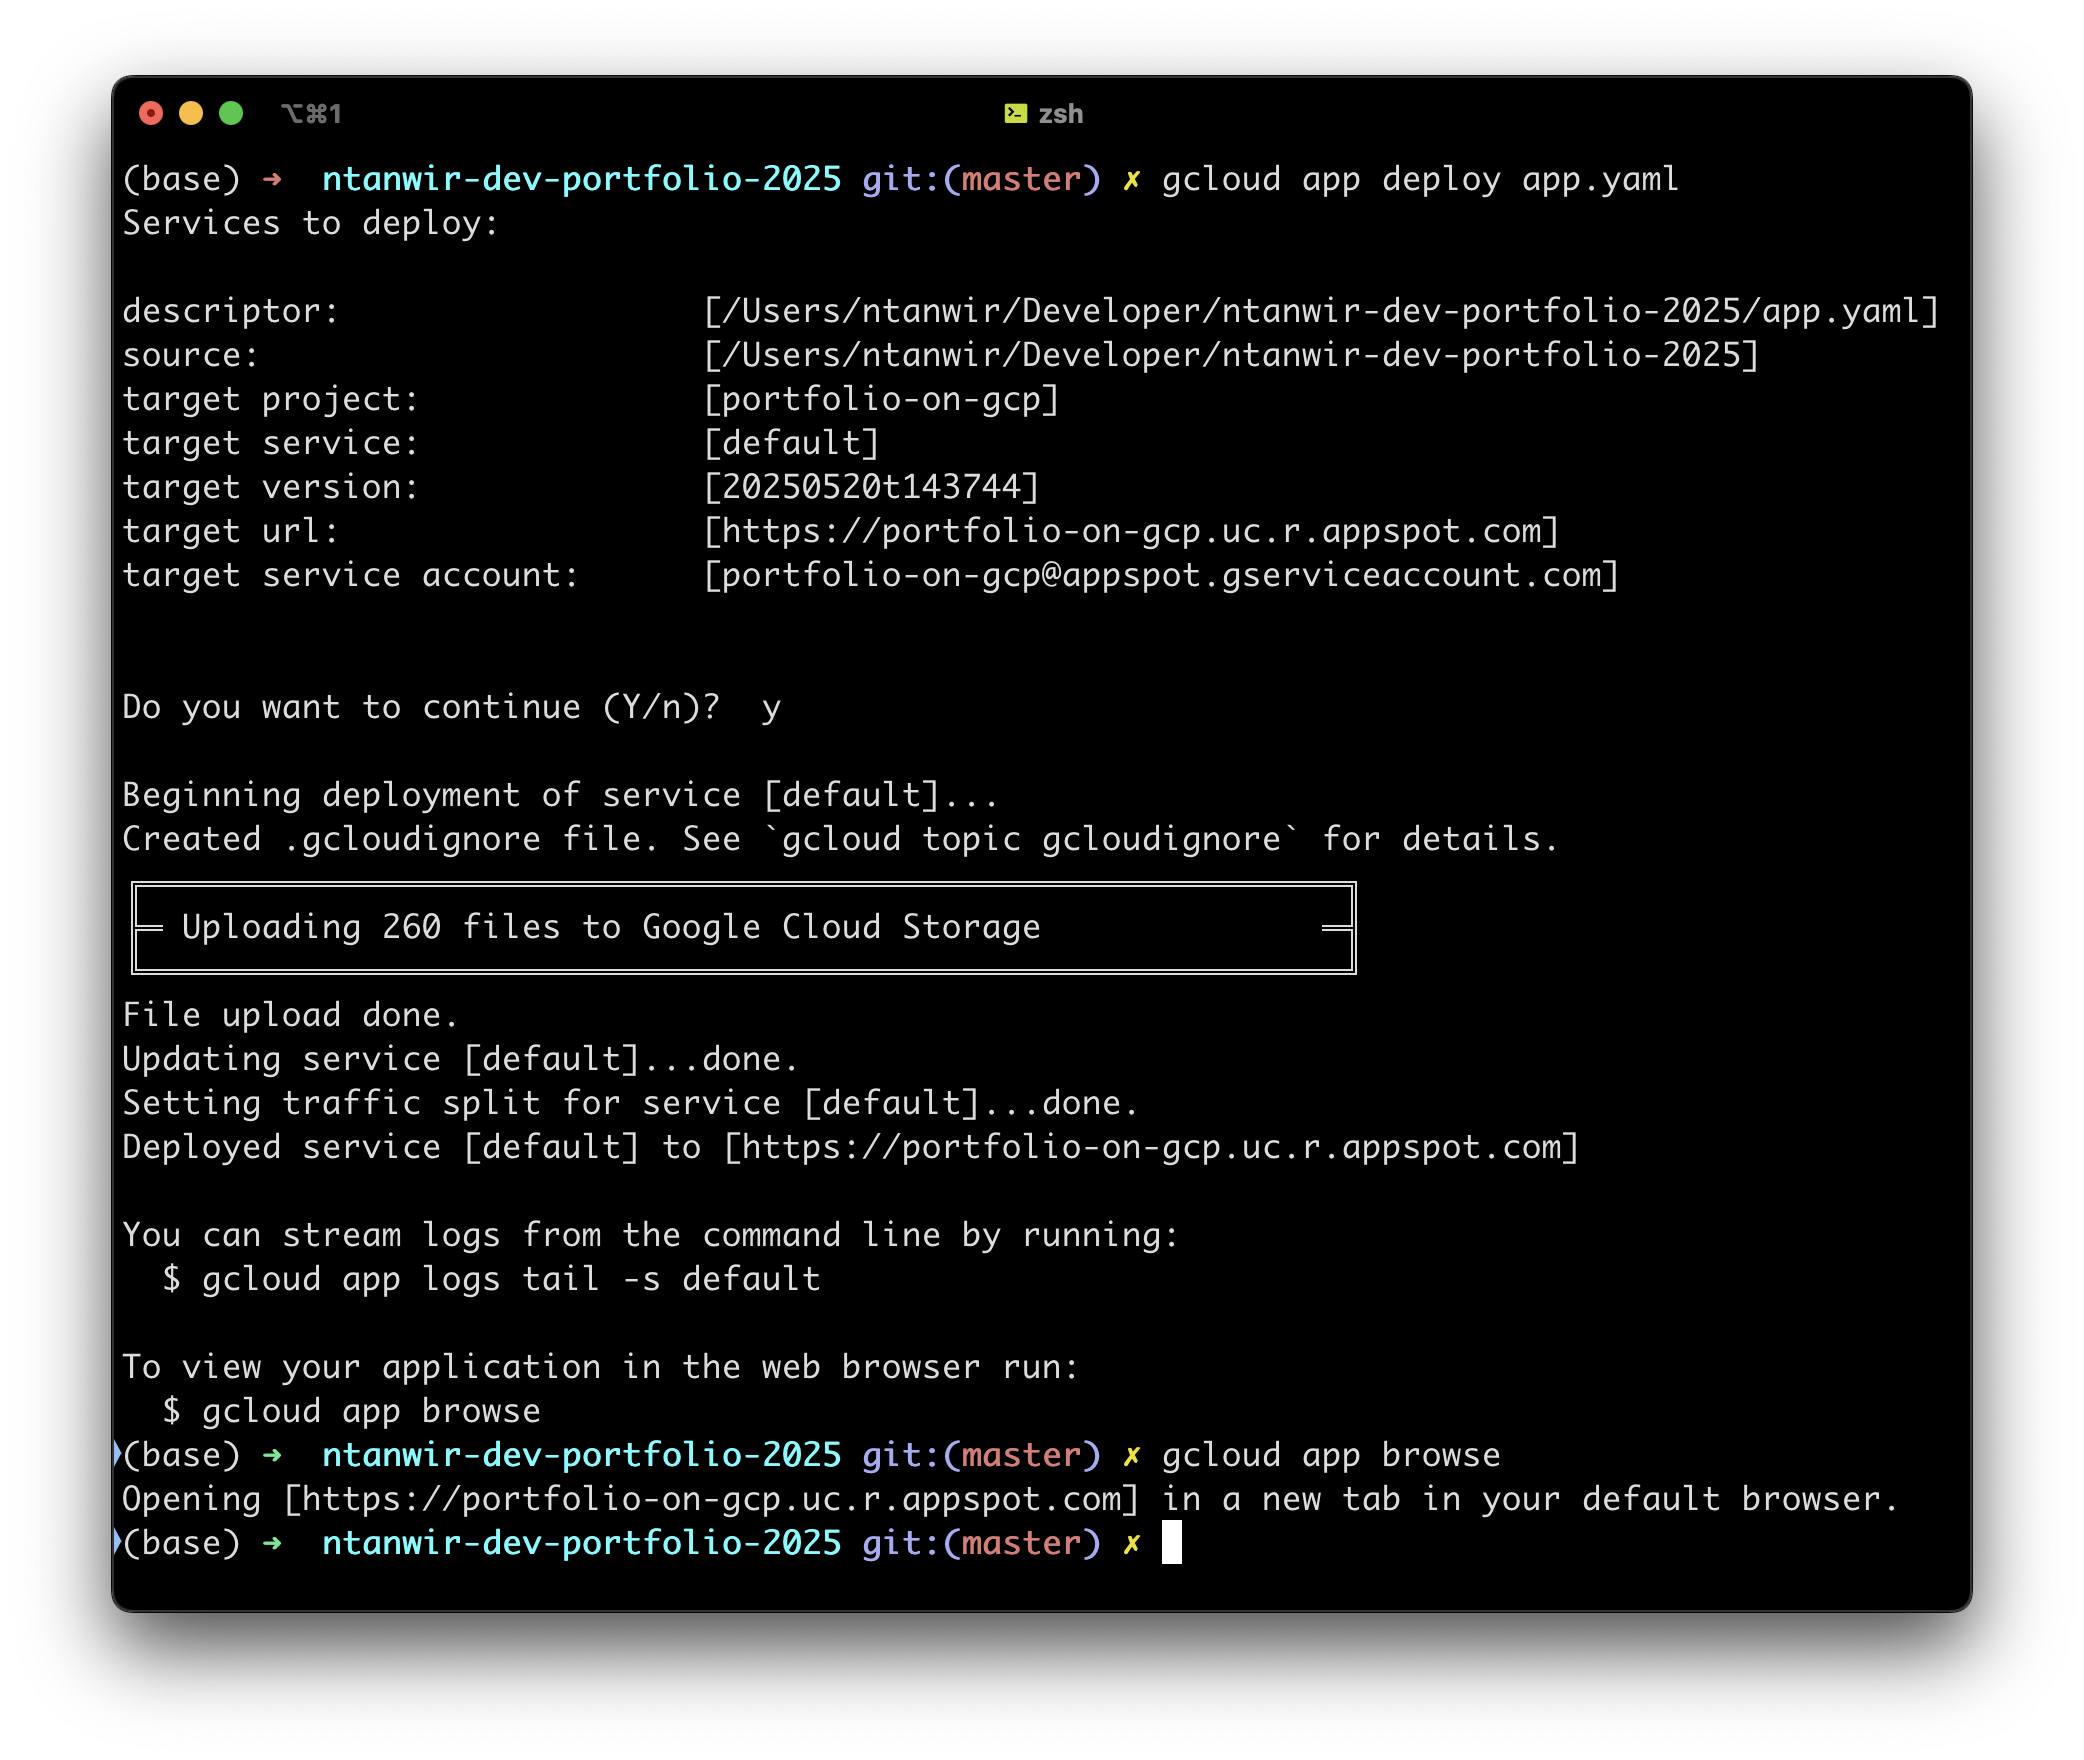 ⌥⌘1 zsh
(base) ➜  ntanwir-dev-portfolio-2025 git:(master) ✗ gcloud app deploy app.yaml
Services to deploy:
descriptor:                  [/Users/ntanwir/Developer/ntanwir-dev-portfolio-2025/app.yaml]
source:                      [/Users/ntanwir/Developer/ntanwir-dev-portfolio-2025]
target project:              [portfolio-on-gcp]
target service:              [default]
target version:              [20250520t143744]
target url:                  [https://portfolio-on-gcp.uc.r.appspot.com]
target service account:      [portfolio-on-gcp@appspot.gserviceaccount.com]
Do you want to continue (Y/n)?  y
Beginning deployment of service [default]...
Created .gcloudignore file. See `gcloud topic gcloudignore` for details.
Uploading 260 files to Google Cloud Storage
File upload done.
Updating service [default]...done.
Setting traffic split for service [default]...done.
Deployed service [default] to [https://portfolio-on-gcp.uc.r.appspot.com]
You can stream logs from the command line by running:
  $ gcloud app logs tail -s default
To view your application in the web browser run:
  $ gcloud app browse
(base) ➜  ntanwir-dev-portfolio-2025 git:(master) ✗ gcloud app browse
Opening [https://portfolio-on-gcp.uc.r.appspot.com] in a new tab in your default browser.
(base) ➜  ntanwir-dev-portfolio-2025 git:(master) ✗